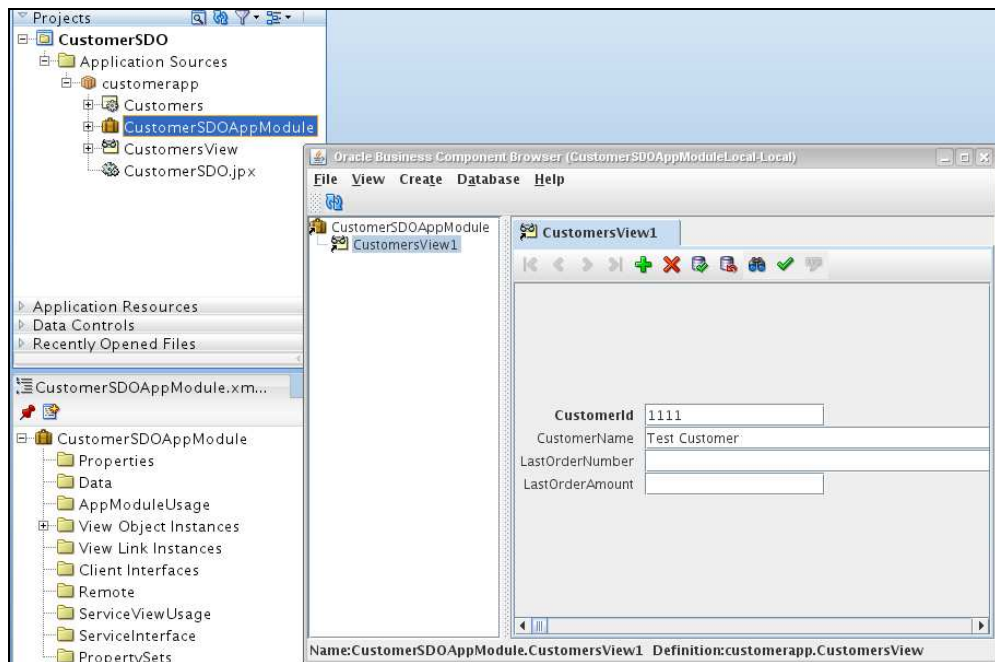 Projects
CustomerSDO
Application Sources
customerapp
Customers
CustomerSDOAppModule
CustomersView
CustomerSDO.jpx
Application Resources
Data Controls
Recently Opened Files
CustomerSDOAppModule.xm...
CustomerSDOAppModule
Properties
Data
AppModuleUsage
View Object Instances
View Link Instances
Client Interfaces
Remote
ServiceViewUsage
ServiceInterface
PropertySets
Oracle Business Component Browser (CustomerSDOAppModuleLocal-Local)
File View Create Database Help
CustomerSDOAppModule
CustomersView1
CustomersView1
CustomerId 1111
CustomerName Test Customer
LastOrderNumber
LastOrderAmount
Name:CustomerSDOAppModule.CustomersView1 Definition:customerapp.CustomersView